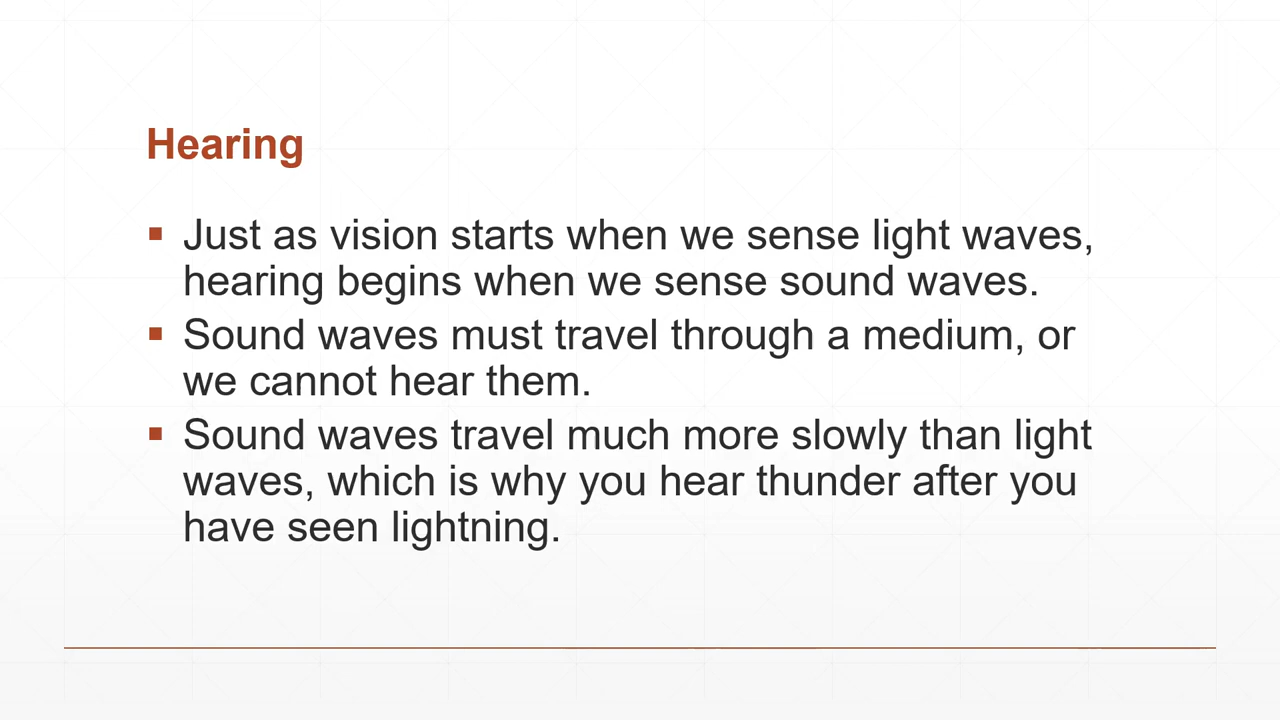 Hearing
▪ Just as vision starts when we sense light waves,
hearing begins when we sense sound waves.
▪ Sound waves must travel through a medium, or
we cannot hear them.
▪ Sound waves travel much more slowly than light
waves, which is why you hear thunder after you
have seen lightning.